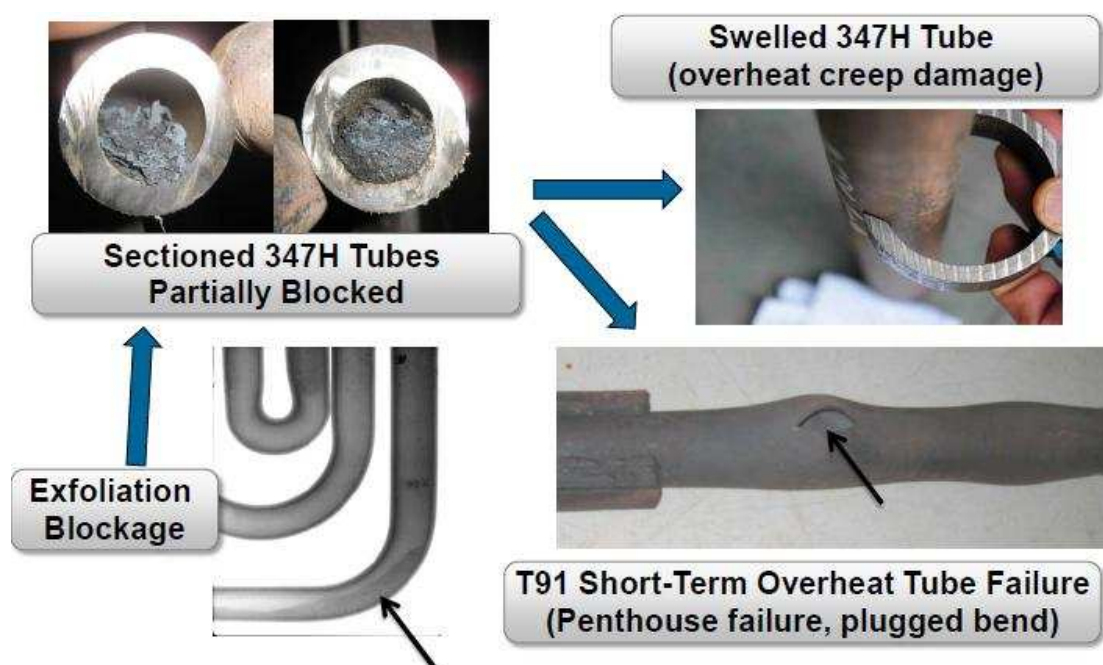 Swelled 347H Tube
(overheat creep damage)
Sectioned 347H Tubes
Partially Blocked
Exfoliation
Blockage
T91 Short-Term Overheat Tube Failure
(Penthouse failure, plugged bend)